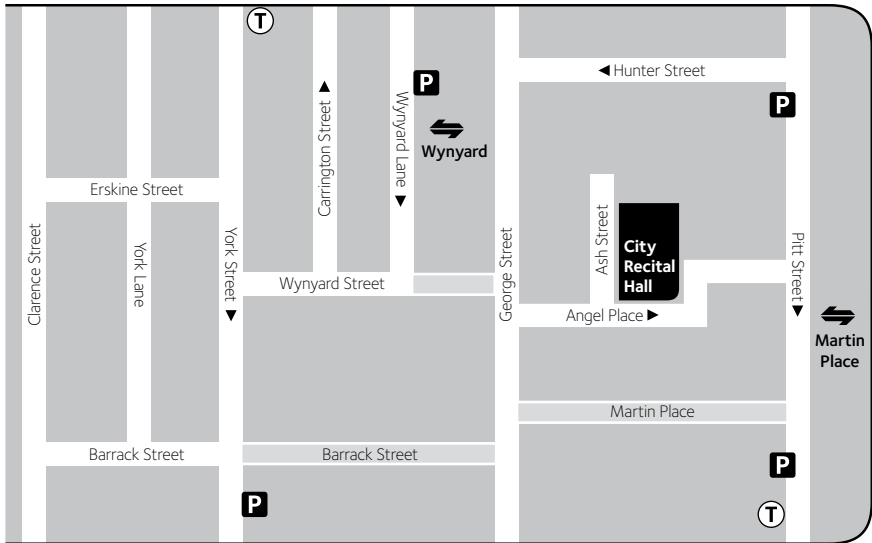 T
Hunter Street
P
P
Wynyard Lane
Carrington Street
Wynyard
Erskine Street
Clarence Street
York Lane
York Street
Wynyard Street
George Street
Ash Street
City
Recital
Hall
Pitt Street
Angel Place
Martin
Place
Martin Place
Barrack Street
Barrack Street
P
P
T